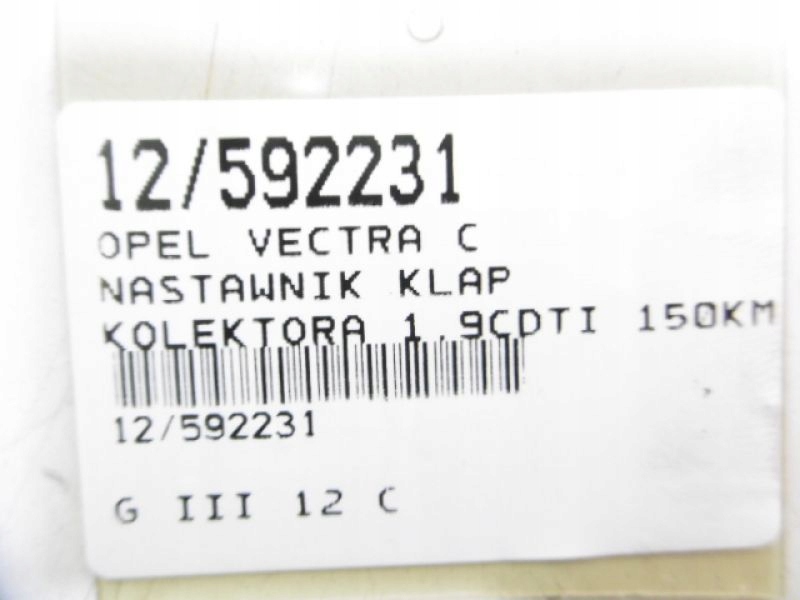 12/592231
OPEL VECTRA C
NASTAWNIK KLAP
KOLEKTORA 1.9CDTI 150KM
12/592231
G III 12 C